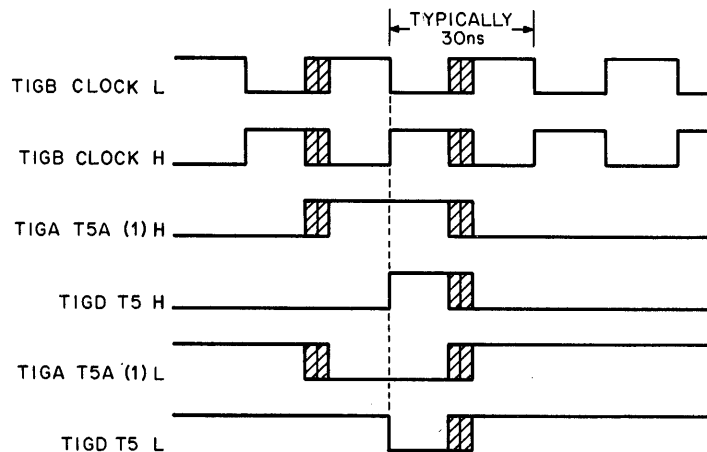 TYPICALLY
30ns
TIGB CLOCK L
TIGB CLOCK H
TIGA T5A (1) H
TIGD T5 H
TIGA T5A (1) L
TIGD T5 L